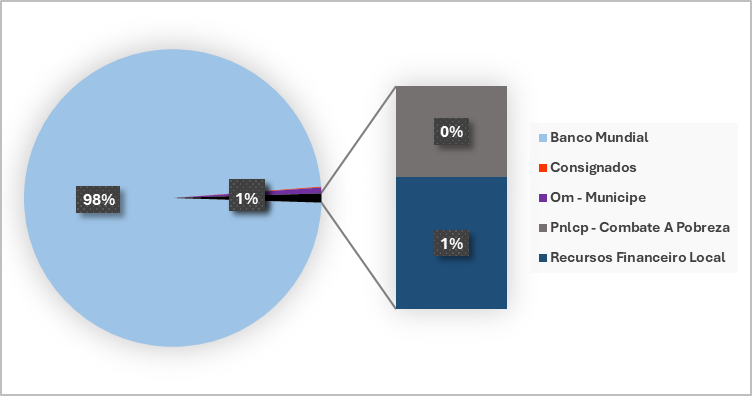 98%
1%
0%
1%
Banco Mundial
Consignados
Om - Municipe
Pnlcp - Combate A Pobreza
Recursos Financeiro Local